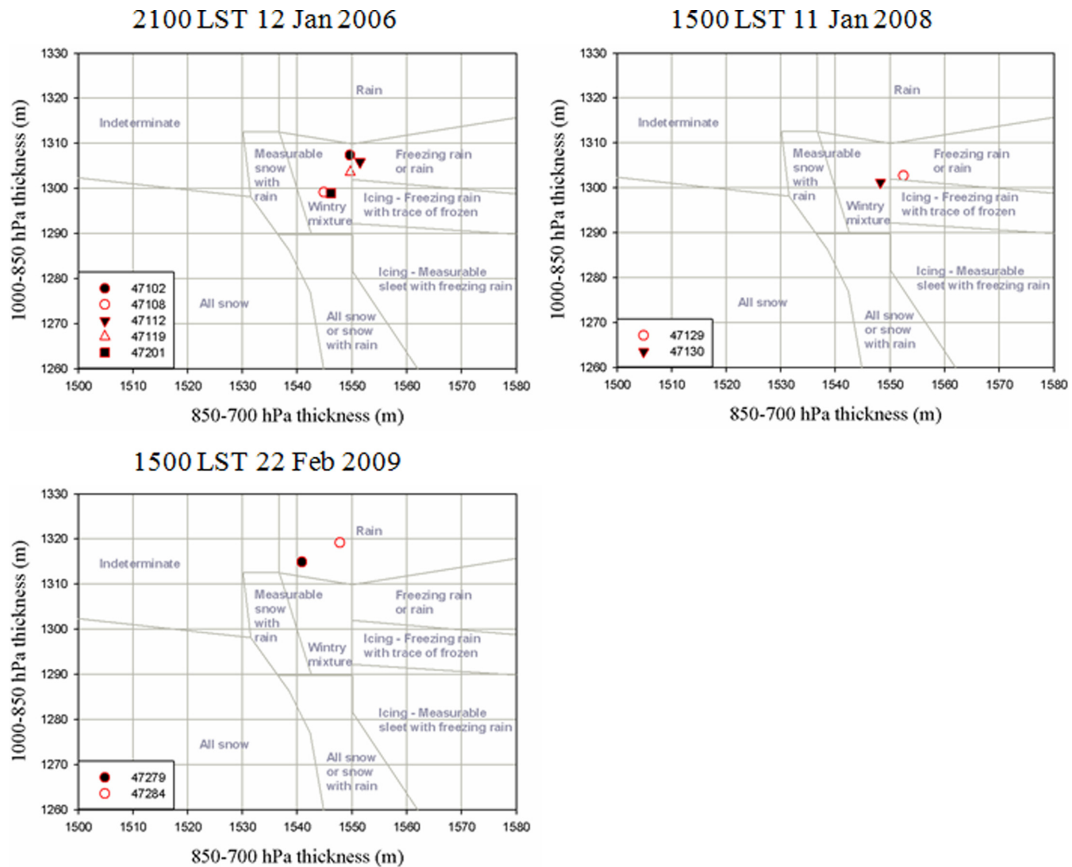 2100 LST 12 Jan 2006
1330
1320
1310
1300
1290
1280
1270
1260
1000-850 hPa thickness (m)
Rain
Indeterminate
Measurable
snow
with
rain
Freezing rain
or rain
Wintry
mixture
Icing - Freezing rain
with trace of frozen
Icing - Measurable
sleet with freezing rain
All snow
All snow
or snow
with rain
47102
47108
47112
47119
47201
1500 1510 1520 1530 1540 1550 1560 1570 1580
850-700 hPa thickness (m)
1500 LST 11 Jan 2008
1330
1320
1310
1300
1290
1280
1270
1260
1000-850 hPa thickness (m)
Rain
Indeterminate
Measurable
snow
with
rain
Freezing rain
or rain
Wintry
mixture
Icing - Freezing rain
with trace of frozen
Icing - Measurable
sleet with freezing rain
All snow
All snow
or snow
with rain
47129
47130
1500 1510 1520 1530 1540 1550 1560 1570 1580
850-700 hPa thickness (m)
1500 LST 22 Feb 2009
1330
1320
1310
1300
1290
1280
1270
1260
1000-850 hPa thickness (m)
Rain
Indeterminate
Measurable
snow
with
rain
Freezing rain
or rain
Wintry
mixture
Icing - Freezing rain
with trace of frozen
Icing - Measurable
sleet with freezing rain
All snow
All snow
or snow
with rain
47279
47284
1500 1510 1520 1530 1540 1550 1560 1570 1580
850-700 hPa thickness (m)